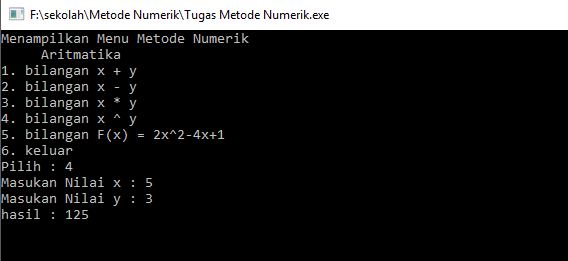 F:\sekolah\Metode Numerik\Tugas Metode Numerik.exe
Menampilkan Menu Metode Numerik
Aritmatika
1. bilangan x + y
2. bilangan x - y
3. bilangan x * y
4. bilangan x ^ y
5. bilangan F(x) = 2x^2-4x+1
6. keluar
Pilih : 4
Masukan Nilai x : 5
Masukan Nilai y : 3
hasil : 125